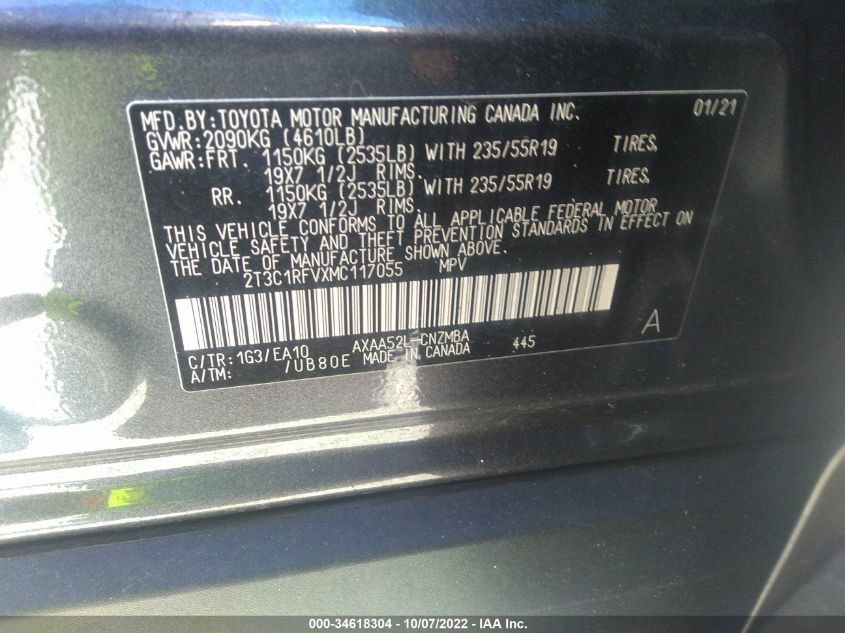 MFD. BY: TOYOTA MOTOR MANUFACTURING CANADA INC. 01/21
GVWR: 2090KG (4610LB)
GAWR: FRT. 1150KG (2535LB) WITH 235/55R19 TIRES,
19X7 1/2J RIMS.
RR. 1150KG (2535LB) WITH 235/55R19 TIRES,
19X7 1/2J RIMS.
THIS VEHICLE CONFORMS TO ALL APPLICABLE FEDERAL MOTOR
VEHICLE SAFETY AND THEFT PREVENTION STANDARDS IN EFFECT ON
THE DATE OF MANUFACTURE SHOWN ABOVE.
2T3C1RFVXMC117055 MPV
C/TR: 1G3/EA10 AXAA52L-CNZMBA 445 A
A/TM: /UB80E MADE IN CANADA
000-34618304 - 10/07/2022 - IAA Inc.